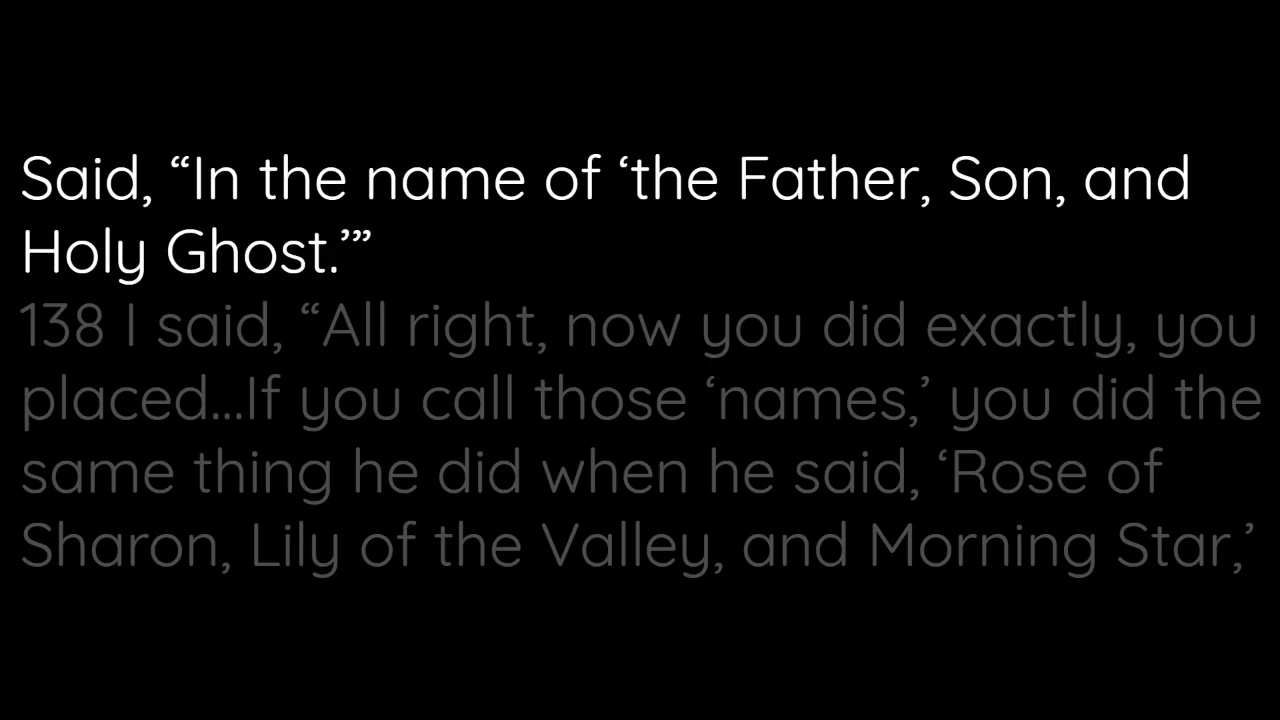 Said, “In the name of ‘the Father, Son, and
Holy Ghost.’”
138 I said, “All right, now you did exactly, you
placed...If you call those ‘names,’ you did the
same thing he did when he said, ‘Rose of
Sharon, Lily of the Valley, and Morning Star,’